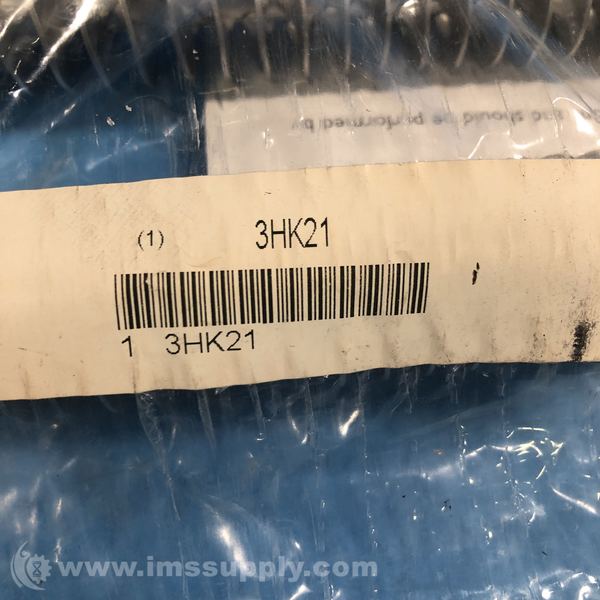 and should be performed by
(1) 3HK21
1 3HK21
www.imssupply.com